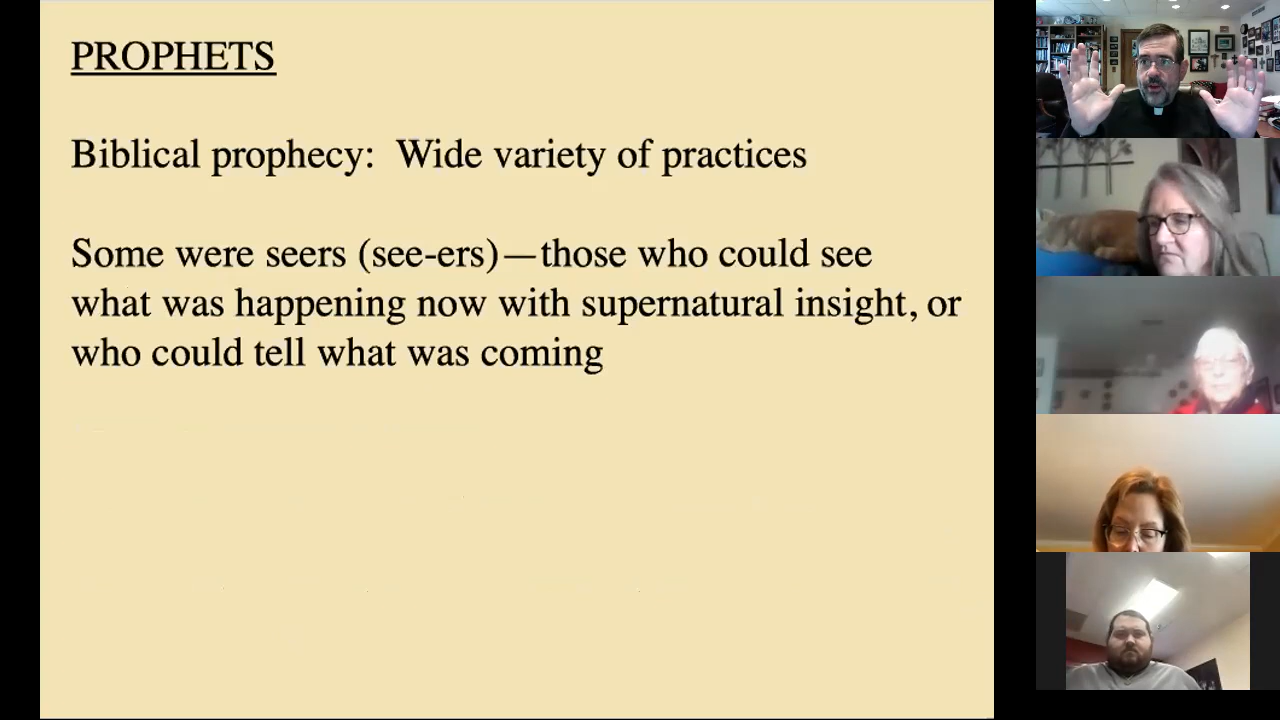 PROPHETS
Biblical prophecy:  Wide variety of practices
Some were seers (see-ers)—those who could see
what was happening now with supernatural insight, or
who could tell what was coming